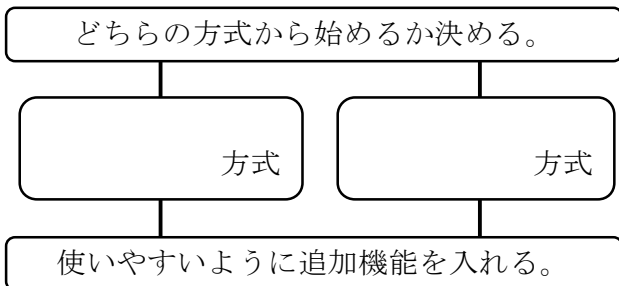 どちらの方式から始めるか決める。
方式
方式
使いやすいように追加機能を入れる。